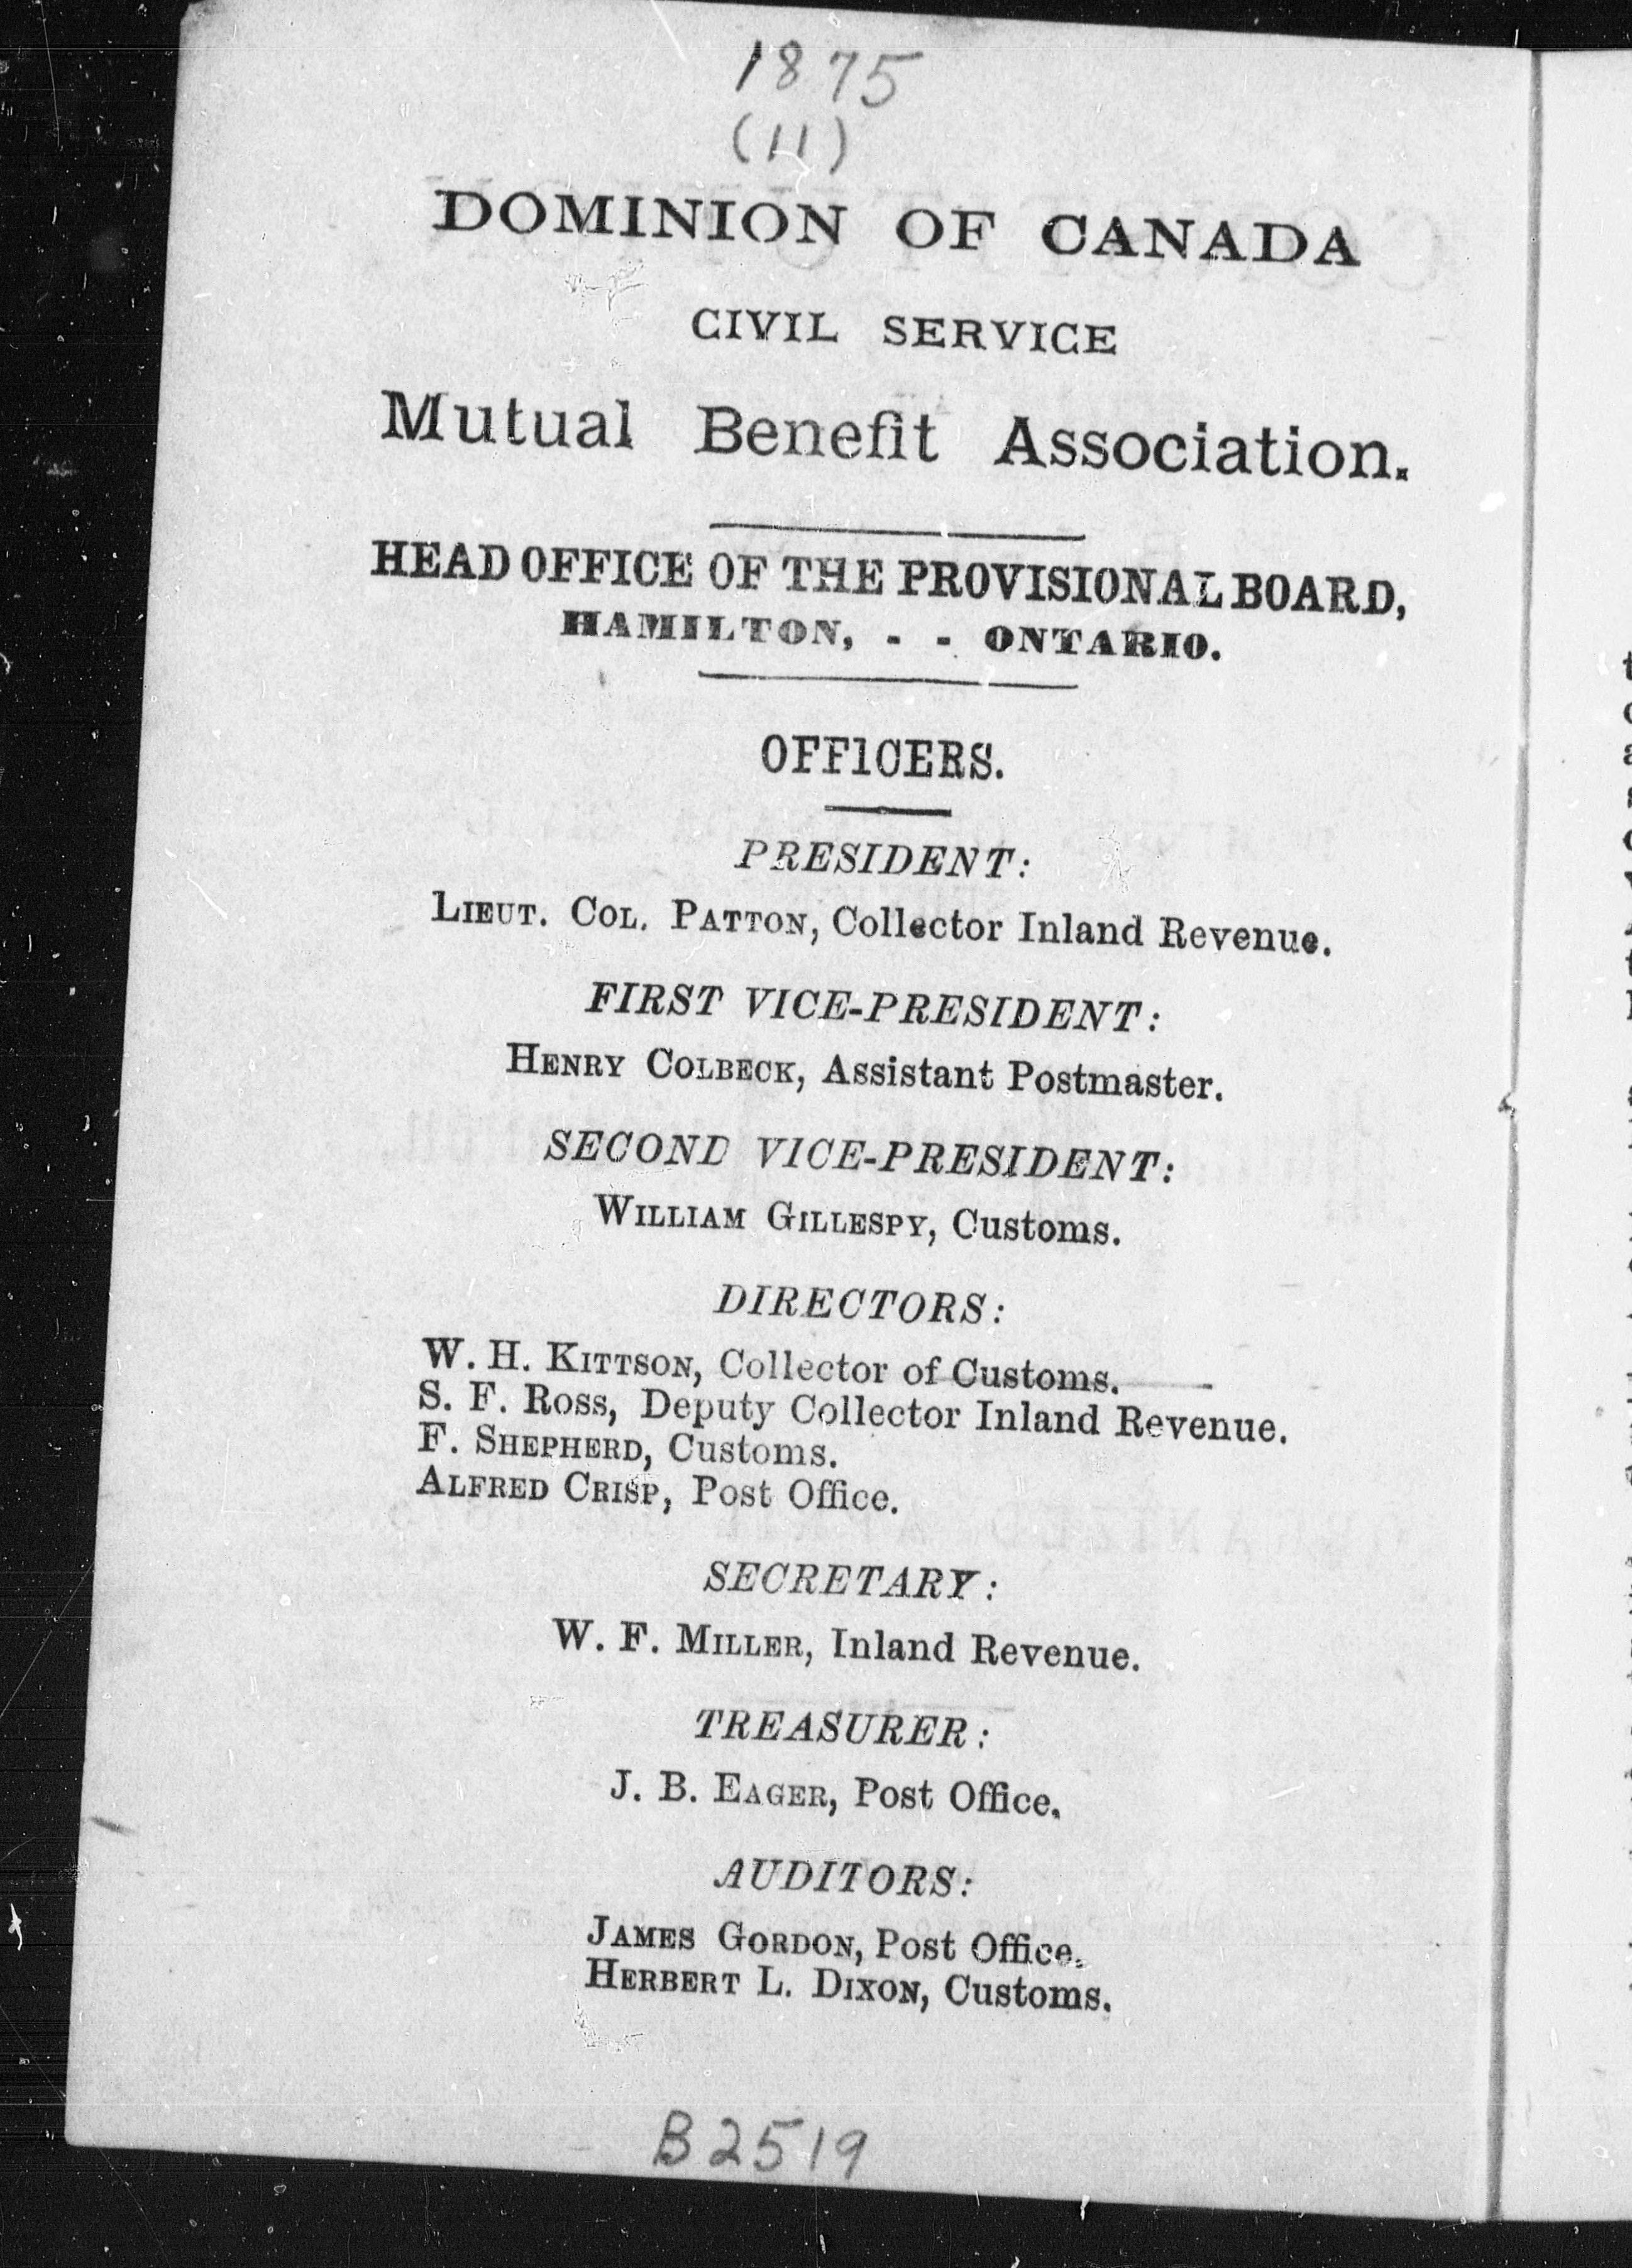 1875
(11)
DOMINION OF CANADA
CIVIL SERVICE
Mutual Benefit Association.
HEAD OFFICE OF THE PROVISIONAL BOARD,
HAMILTON, - - ONTARIO.
OFFICERS.
PRESIDENT:
LIEUT. COL. PATTON, Collector Inland Revenue.
FIRST VICE-PRESIDENT:
HENRY COLBECK, Assistant Postmaster.
SECOND VICE-PRESIDENT:
WILLIAM GILLESPY, Customs.
DIRECTORS:
W. H. KITTSON, Collector of Customs.
S. F. ROSS, Deputy Collector Inland Revenue.
F. SHEPHERD, Customs.
ALFRED CRISP, Post Office.
SECRETARY:
W. F. MILLER, Inland Revenue.
TREASURER:
J. B. EAGER, Post Office.
AUDITORS:
JAMES GORDON, Post Office.
HERBERT L. DIXON, Customs.
B2519